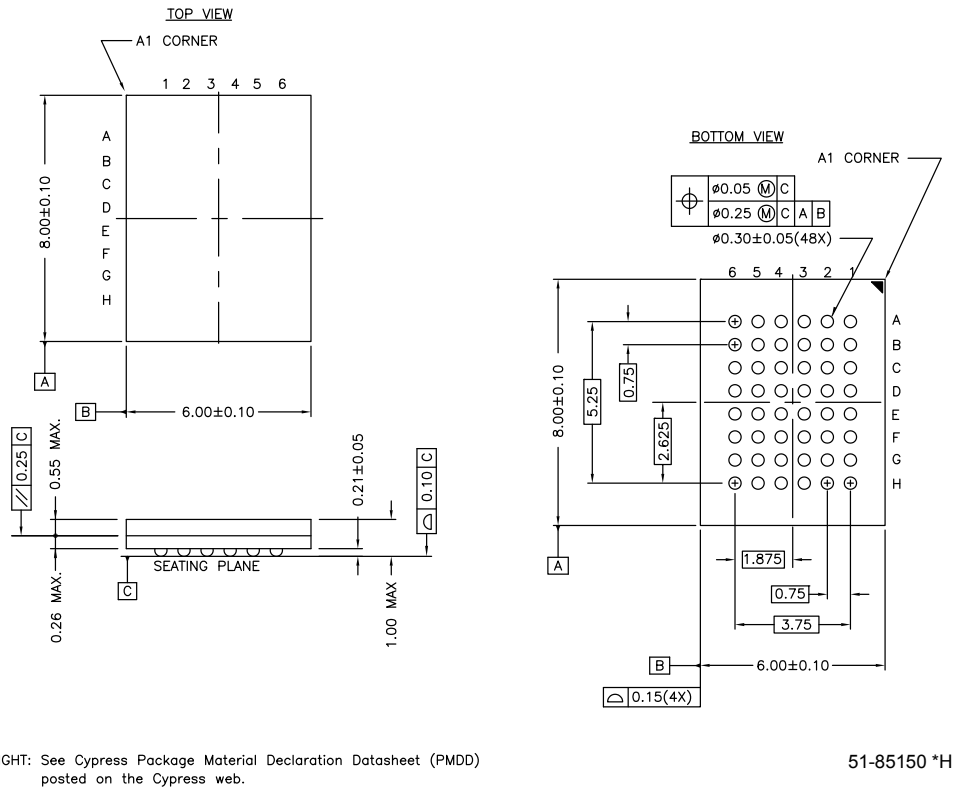 TOP VIEW
A1 CORNER
1 2 3 4 5 6
A
B
C
D
E
F
G
H
8.00±0.10
A
B
6.00±0.10
// 0.25 C
0.55 MAX.
0.21±0.05
⌓ 0.10 C
SEATING PLANE
C
0.26 MAX.
1.00 MAX
BOTTOM VIEW
A1 CORNER
⌖ ø0.05 Ⓜ C
ø0.25 Ⓜ C A B
ø0.30±0.05(48X)
6 5 4 3 2 1
A
B
C
D
E
F
G
H
8.00±0.10
5.25
0.75
2.625
A
1.875
0.75
3.75
B
6.00±0.10
⌓ 0.15(4X)
GHT: See Cypress Package Material Declaration Datasheet (PMDD)
posted on the Cypress web.
51-85150 *H